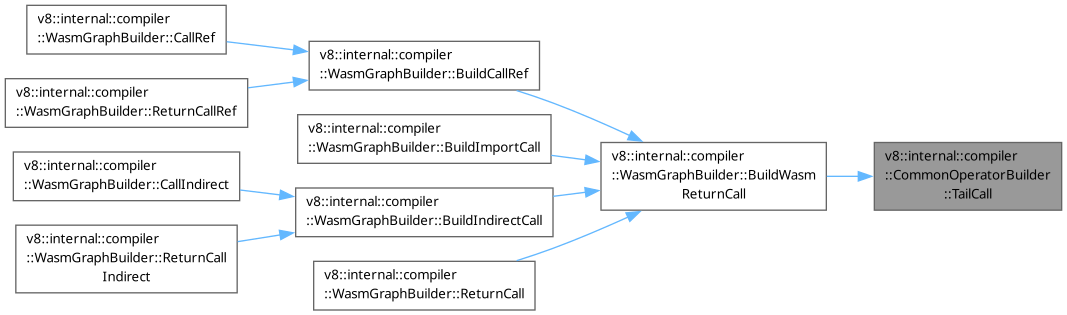 v8::internal::compiler
::WasmGraphBuilder::CallRef
v8::internal::compiler
::WasmGraphBuilder::ReturnCallRef
v8::internal::compiler
::WasmGraphBuilder::CallIndirect
v8::internal::compiler
::WasmGraphBuilder::ReturnCall
Indirect
v8::internal::compiler
::WasmGraphBuilder::BuildCallRef
v8::internal::compiler
::WasmGraphBuilder::BuildImportCall
v8::internal::compiler
::WasmGraphBuilder::BuildIndirectCall
v8::internal::compiler
::WasmGraphBuilder::ReturnCall
v8::internal::compiler
::WasmGraphBuilder::BuildWasm
ReturnCall
v8::internal::compiler
::CommonOperatorBuilder
::TailCall